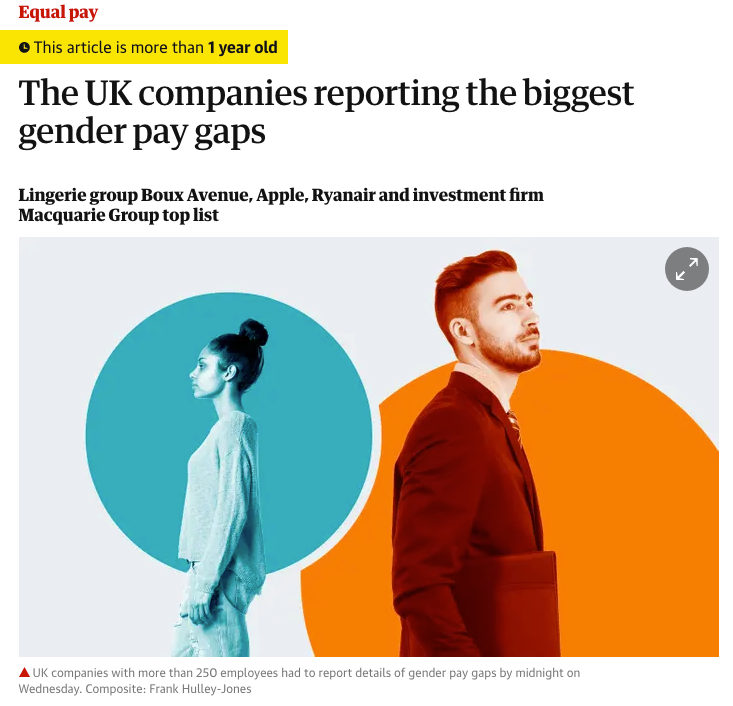 Equal pay
This article is more than 1 year old
The UK companies reporting the biggest
gender pay gaps
Lingerie group Boux Avenue, Apple, Ryanair and investment firm
Macquarie Group top list
UK companies with more than 250 employees had to report details of gender pay gaps by midnight on
Wednesday. Composite: Frank Hulley-Jones